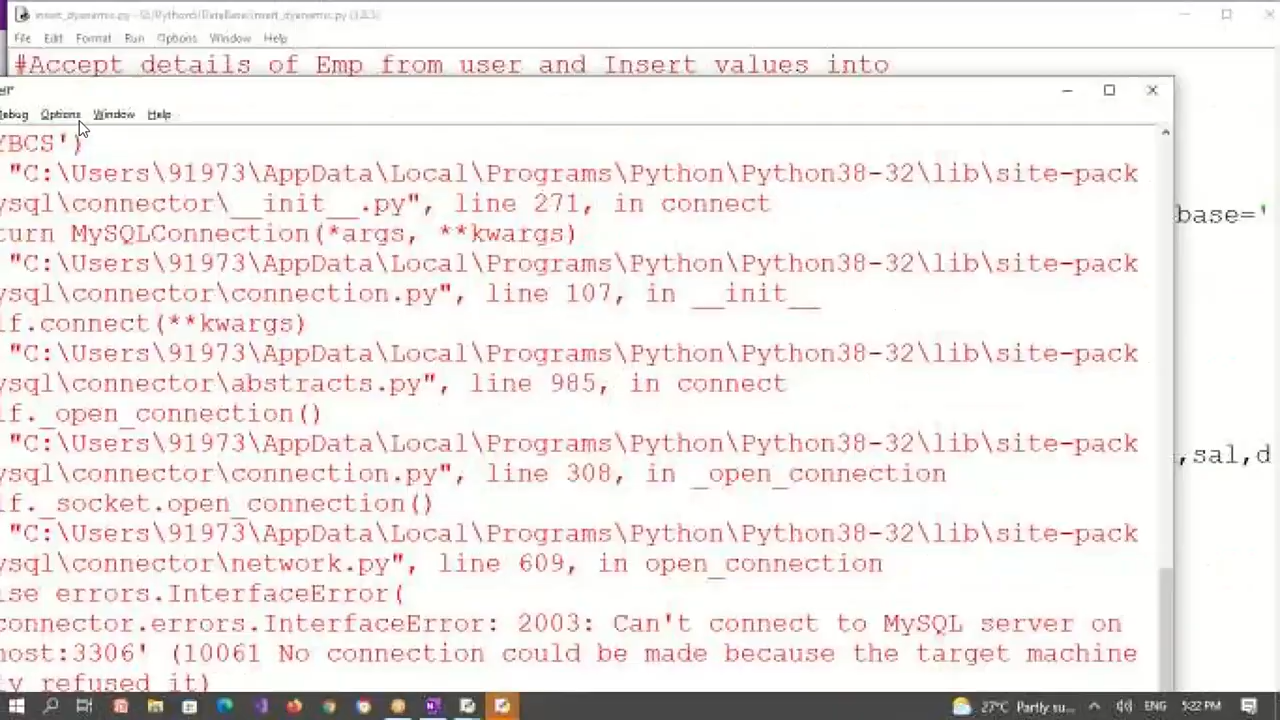 insert_dyanamic.py - G:/Python3/DataBase/insert_dyanamic.py (3.8.5)
File Edit Format Run Options Window Help
#Accept details of Emp from user and Insert values into
ell*
Debug Options Window Help
YBCS')
"C:\Users\91973\AppData\Local\Programs\Python\Python38-32\lib\site-pack
ysql\connector\__init__.py", line 271, in connect
base='
turn MySQLConnection(*args, **kwargs)
"C:\Users\91973\AppData\Local\Programs\Python\Python38-32\lib\site-pack
ysql\connector\connection.py", line 107, in __init__
lf.connect(**kwargs)
"C:\Users\91973\AppData\Local\Programs\Python\Python38-32\lib\site-pack
ysql\connector\abstracts.py", line 985, in connect
lf._open_connection()
"C:\Users\91973\AppData\Local\Programs\Python\Python38-32\lib\site-pack
,sal,d
ysql\connector\connection.py", line 308, in _open_connection
lf._socket.open_connection()
"C:\Users\91973\AppData\Local\Programs\Python\Python38-32\lib\site-pack
ysql\connector\network.py", line 609, in open_connection
ise errors.InterfaceError(
connector.errors.InterfaceError: 2003: Can't connect to MySQL server on
host:3306' (10061 No connection could be made because the target machine
ly refused it)
27°C Partly su... ENG 5:22 PM